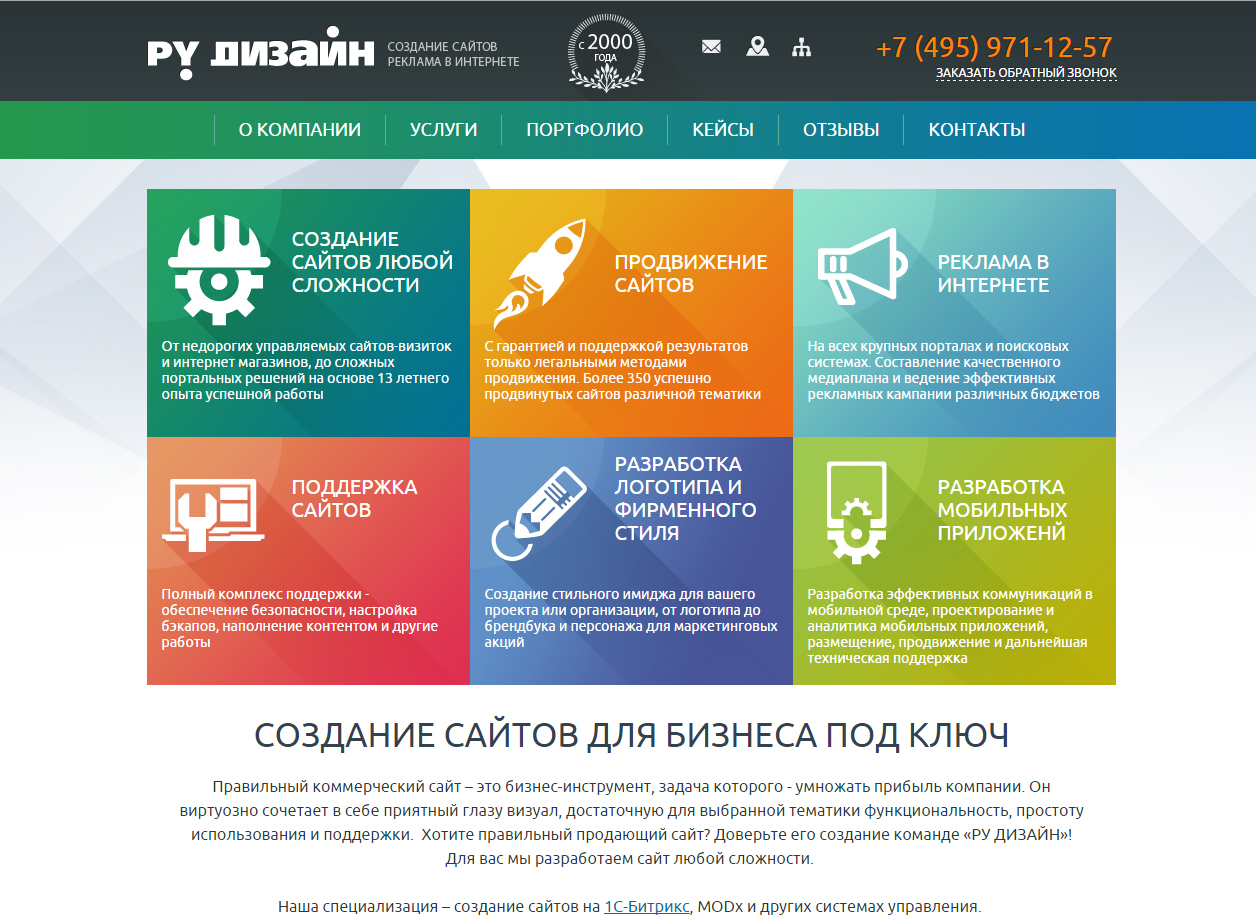 РУ ДИЗАЙН
СОЗДАНИЕ САЙТОВ
РЕКЛАМА В ИНТЕРНЕТЕ
с 2000
ГОДА
+7 (495) 971-12-57
ЗАКАЗАТЬ ОБРАТНЫЙ ЗВОНОК
О КОМПАНИИ
УСЛУГИ
ПОРТФОЛИО
КЕЙСЫ
ОТЗЫВЫ
КОНТАКТЫ
СОЗДАНИЕ
САЙТОВ ЛЮБОЙ
СЛОЖНОСТИ
От недорогих управляемых сайтов-визиток
и интернет магазинов, до сложных
портальных решений на основе 13 летнего
опыта успешной работы
ПРОДВИЖЕНИЕ
САЙТОВ
С гарантией и поддержкой результатов
только легальными методами
продвижения. Более 350 успешно
продвинутых сайтов различной тематики
РЕКЛАМА В
ИНТЕРНЕТЕ
На всех крупных порталах и поисковых
системах. Составление качественного
медиаплана и ведение эффективных
рекламных кампании различных бюджетов
ПОДДЕРЖКА
САЙТОВ
Полный комплекс поддержки -
обеспечение безопасности, настройка
бэкапов, наполнение контентом и другие
работы
РАЗРАБОТКА
ЛОГОТИПА И
ФИРМЕННОГО
СТИЛЯ
Создание стильного имиджа для вашего
проекта или организации, от логотипа до
брендбука и персонажа для маркетинговых
акций
РАЗРАБОТКА
МОБИЛЬНЫХ
ПРИЛОЖЕНЙ
Разработка эффективных коммуникаций в
мобильной среде, проектирование и
аналитика мобильных приложений,
размещение, продвижение и дальнейшая
техническая поддержка
СОЗДАНИЕ САЙТОВ ДЛЯ БИЗНЕСА ПОД КЛЮЧ
Правильный коммерческий сайт – это бизнес-инструмент, задача которого - умножать прибыль компании. Он
виртуозно сочетает в себе приятный глазу визуал, достаточную для выбранной тематики функциональность, простоту
использования и поддержки. Хотите правильный продающий сайт? Доверьте его создание команде «РУ ДИЗАЙН»!
Для вас мы разработаем сайт любой сложности.
Наша специализация – создание сайтов на 1С-Битрикс, MODx и других системах управления.